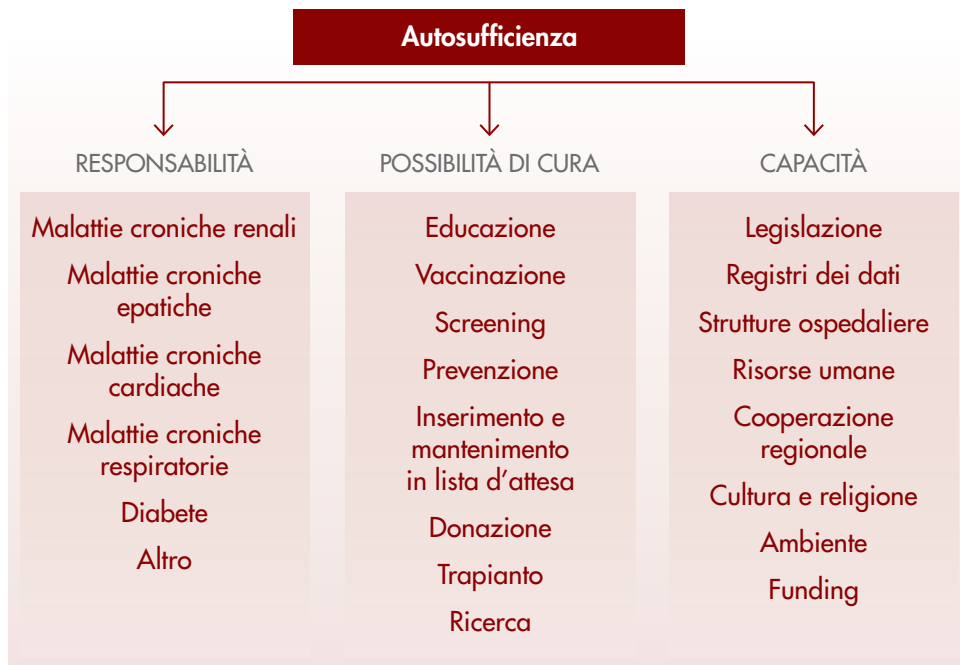 Autosufficienza
RESPONSABILITÀ
Malattie croniche renali
Malattie croniche
epatiche
Malattie croniche
cardiache
Malattie croniche
respiratorie
Diabete
Altro
POSSIBILITÀ DI CURA
Educazione
Vaccinazione
Screening
Prevenzione
Inserimento e
mantenimento
in lista d’attesa
Donazione
Trapianto
Ricerca
CAPACITÀ
Legislazione
Registri dei dati
Strutture ospedaliere
Risorse umane
Cooperazione
regionale
Cultura e religione
Ambiente
Funding